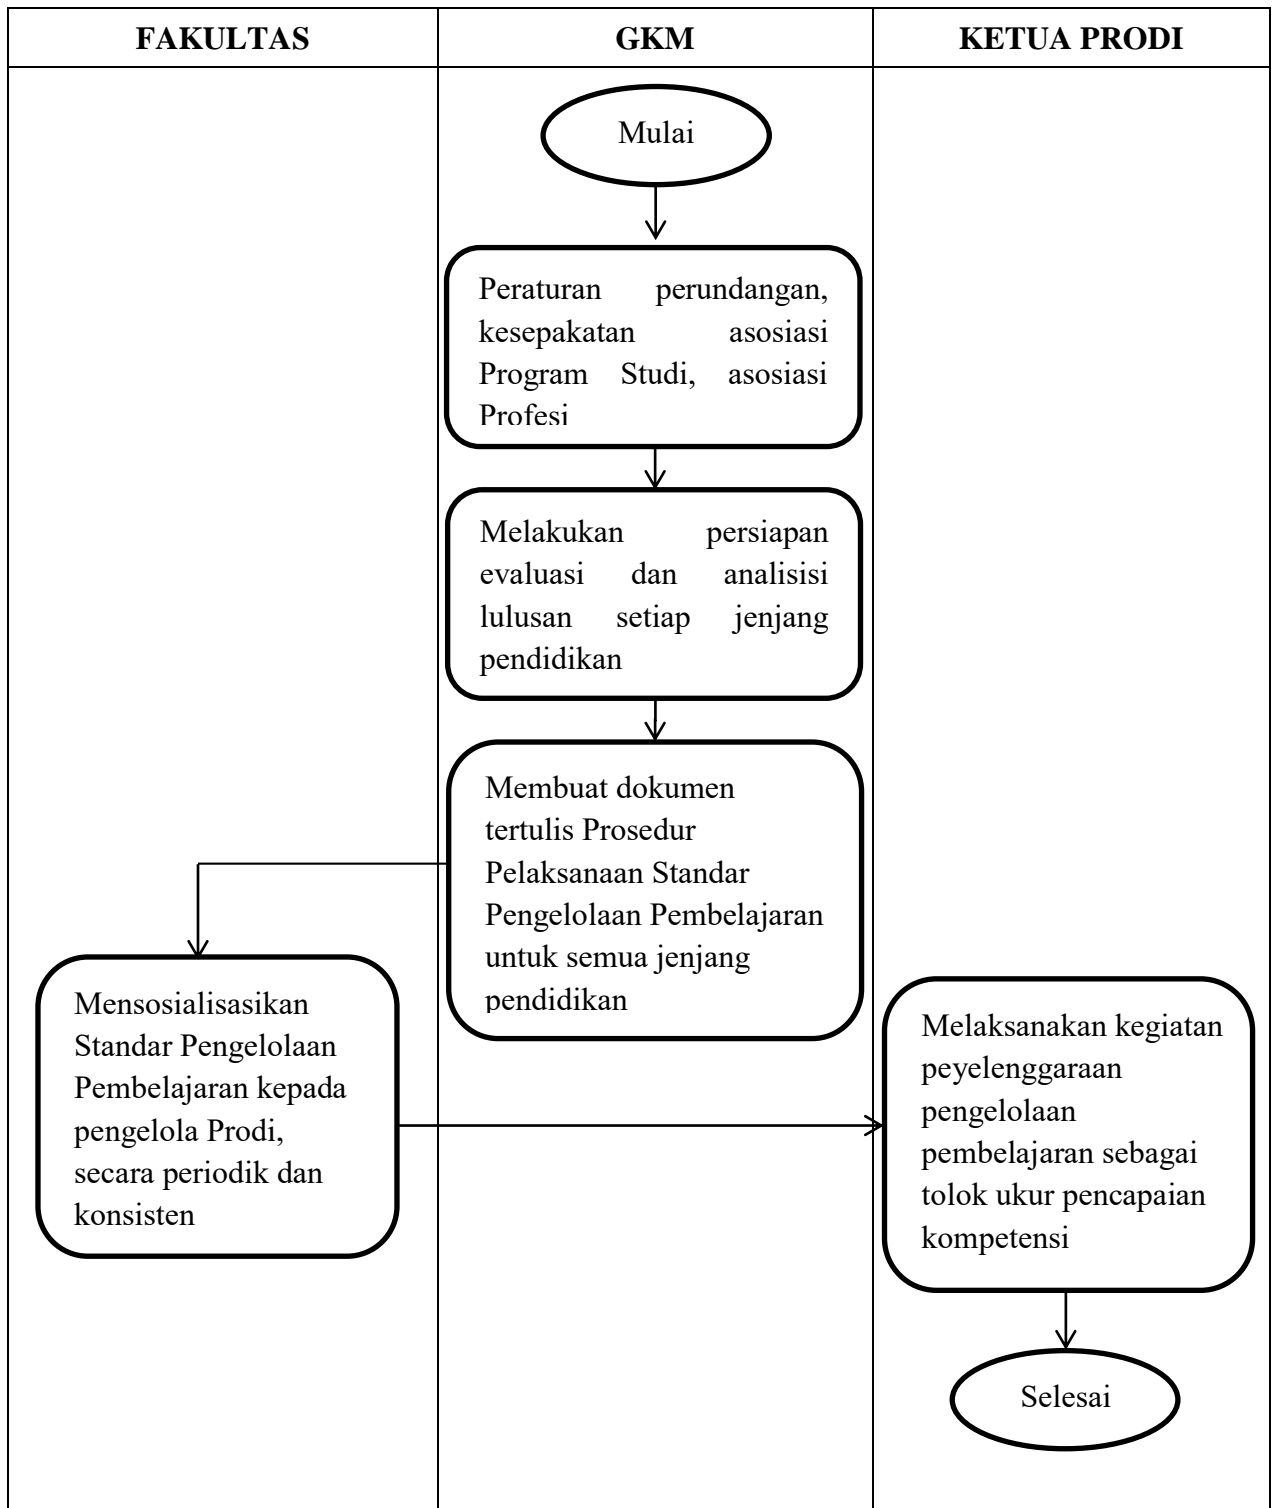 FAKULTAS
GKM
KETUA PRODI
Mulai
Peraturan perundangan,
kesepakatan asosiasi
Program Studi, asosiasi
Profesi
Melakukan persiapan
evaluasi dan analisisi
lulusan setiap jenjang
pendidikan
Membuat dokumen
tertulis Prosedur
Pelaksanaan Standar
Pengelolaan Pembelajaran
untuk semua jenjang
pendidikan
Mensosialisasikan
Standar Pengelolaan
Pembelajaran kepada
pengelola Prodi,
secara periodik dan
konsisten
Melaksanakan kegiatan
peyelenggaraan
pengelolaan
pembelajaran sebagai
tolok ukur pencapaian
kompetensi
Selesai